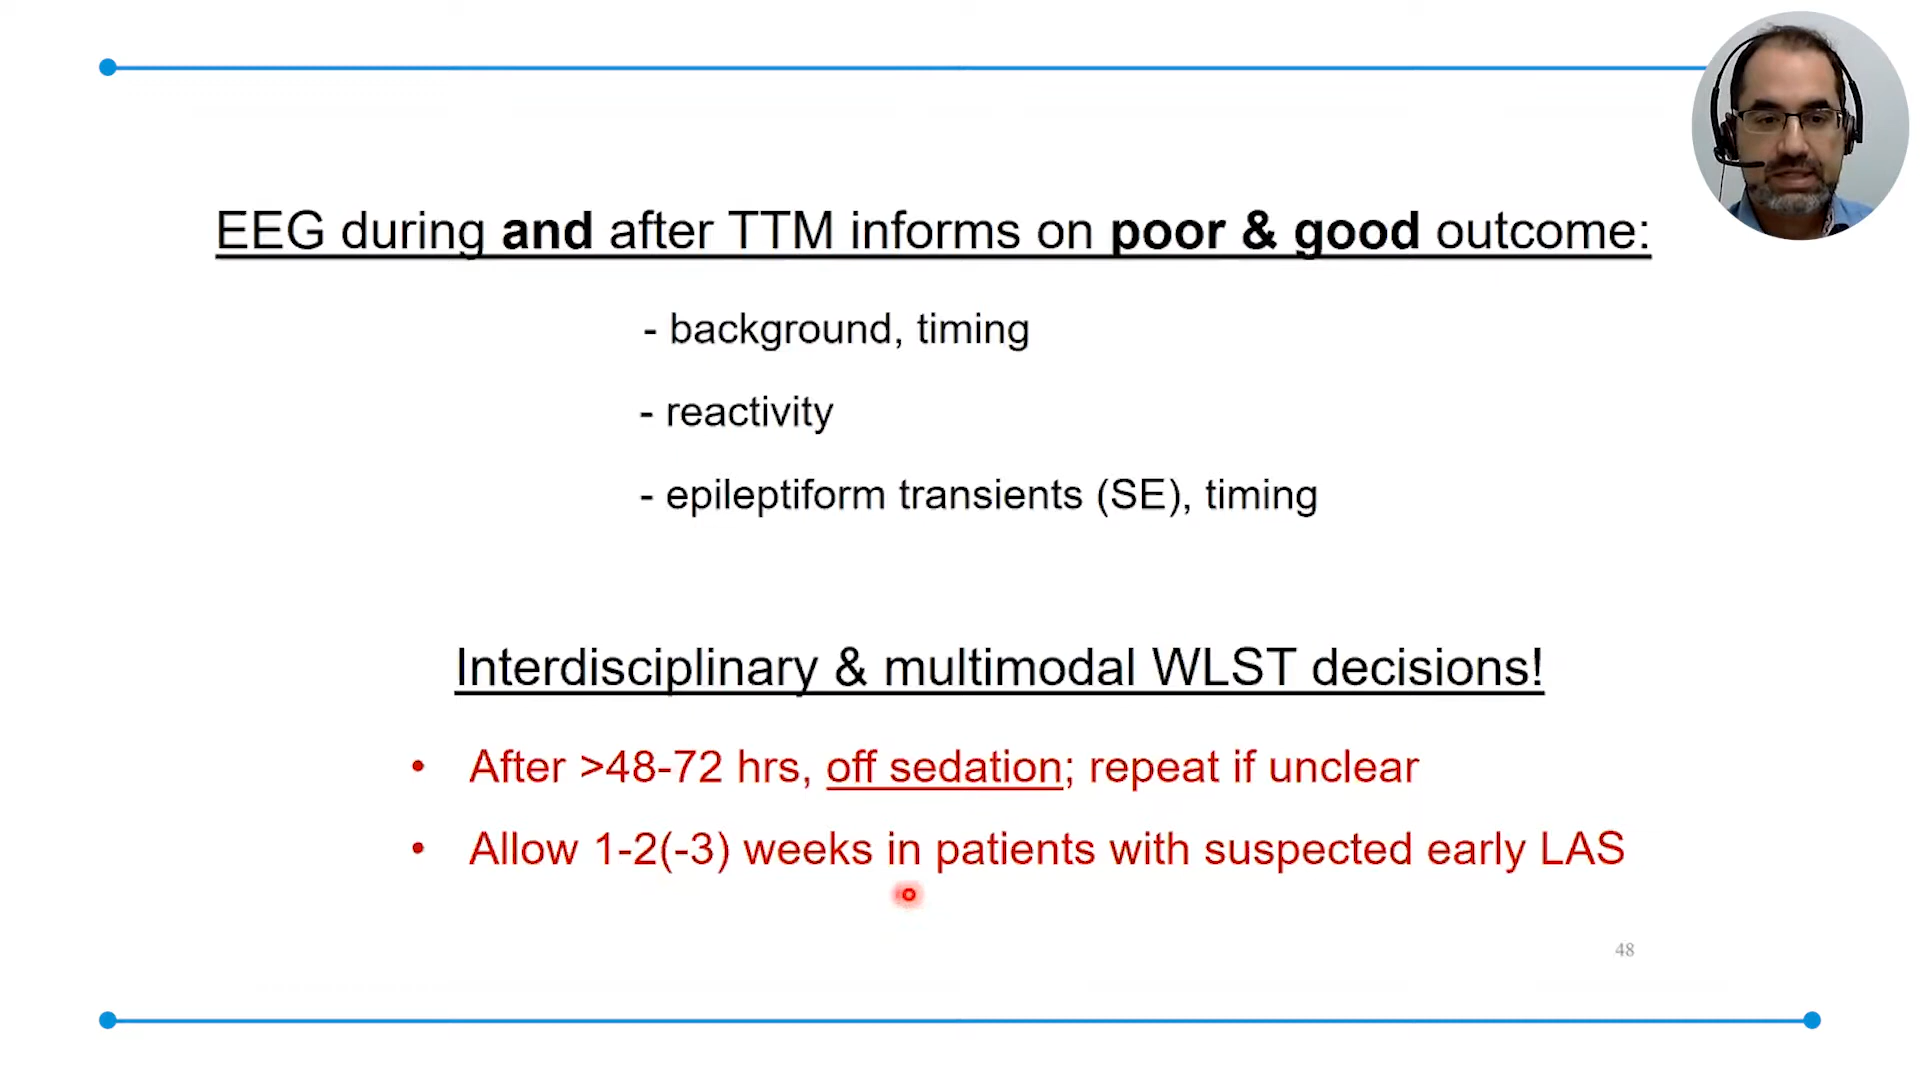 EEG during and after TTM informs on poor & good outcome:
- background, timing
- reactivity
- epileptiform transients (SE), timing
Interdisciplinary & multimodal WLST decisions!
• After >48-72 hrs, off sedation; repeat if unclear
• Allow 1-2(-3) weeks in patients with suspected early LAS
48